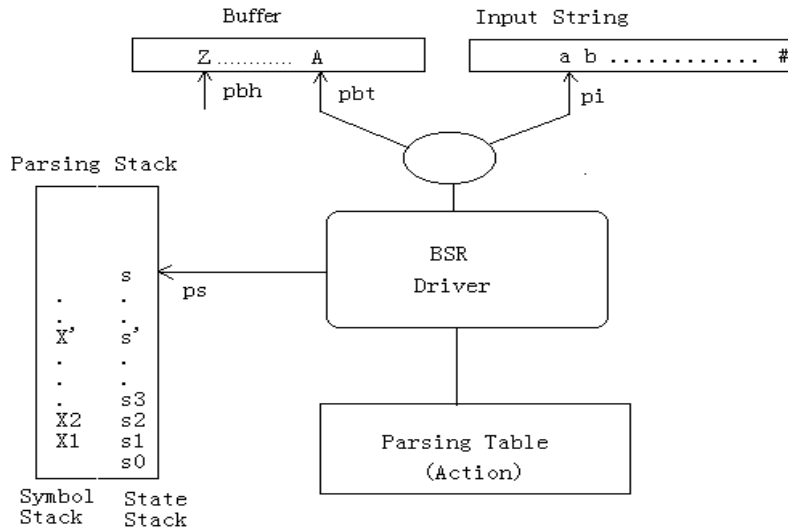 Buffer
Input String
Z ............ A
a b ............. #
pbh
pbt
pi
Parsing Stack
BSR
Driver
s
ps
. .
. .
X' s'
. .
. .
. s3
X2 s2
X1 s1
s0
Parsing Table
(Action)
Symbol
Stack
State
Stack